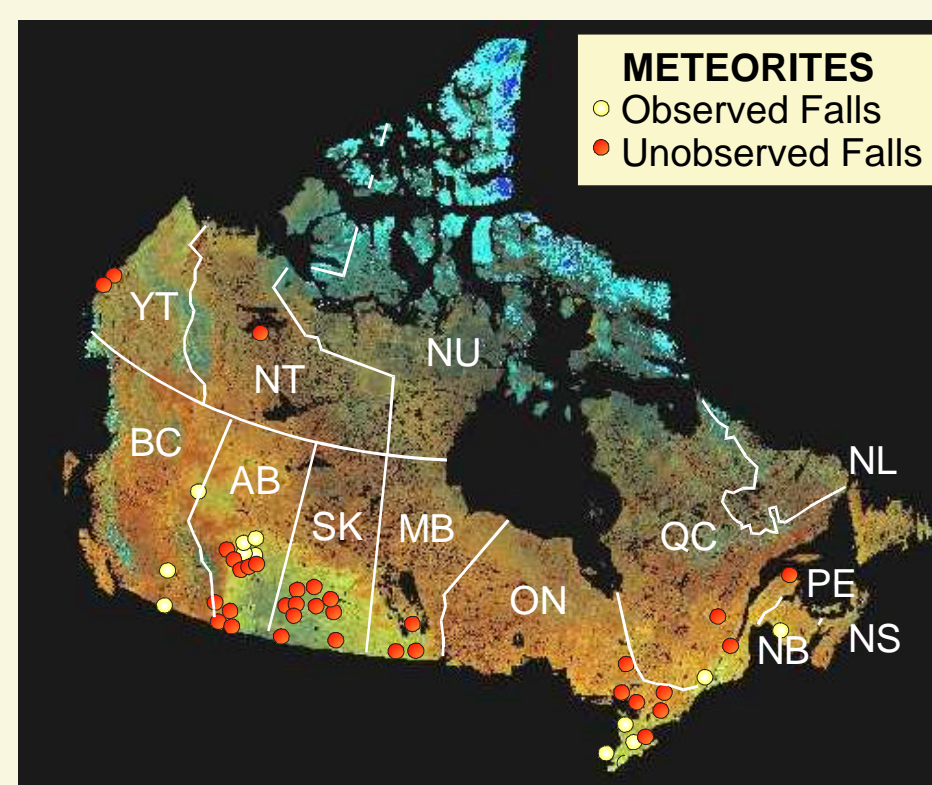 METEORITES
Observed Falls
Unobserved Falls
YT
NT
NU
BC
AB
SK
MB
ON
QC
NL
PE
NB
NS